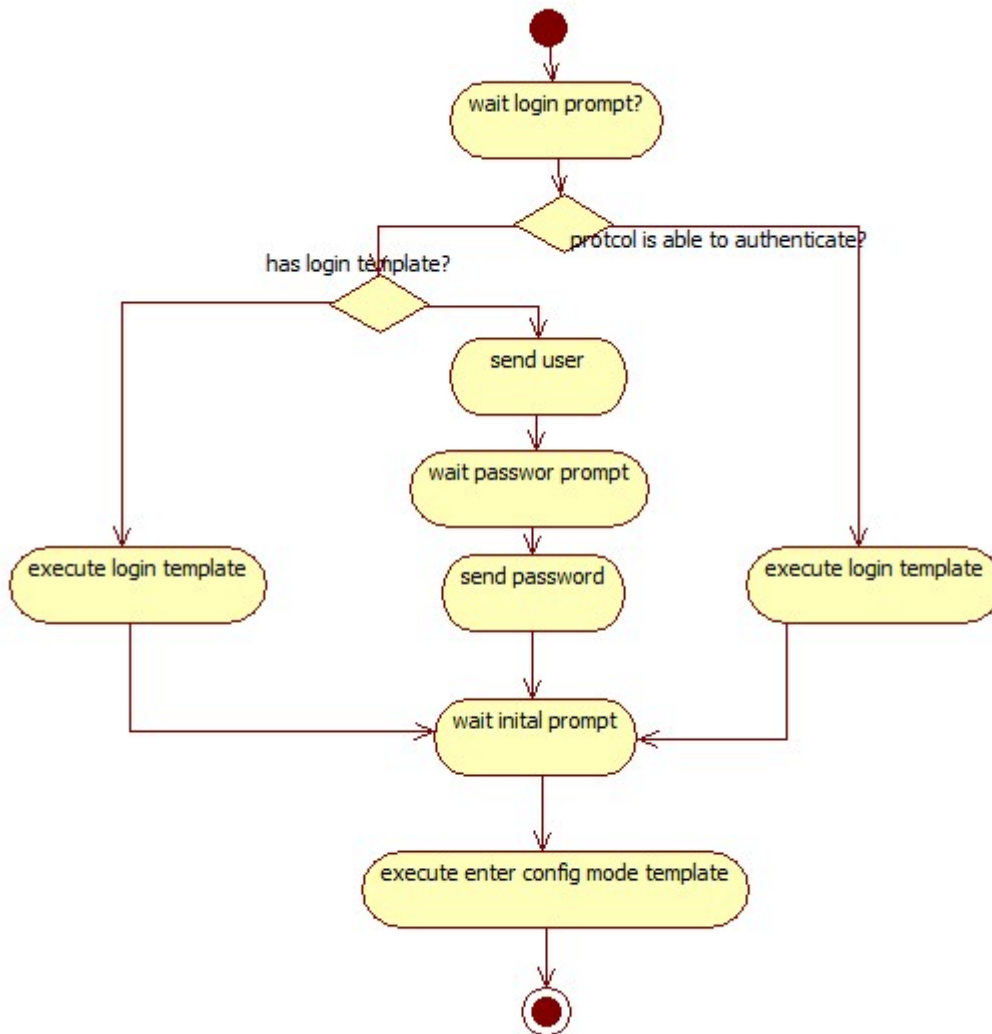 wait login prompt?
protcol is able to authenticate?
has login template?
send user
wait passwor prompt
execute login template
send password
execute login template
wait inital prompt
execute enter config mode template